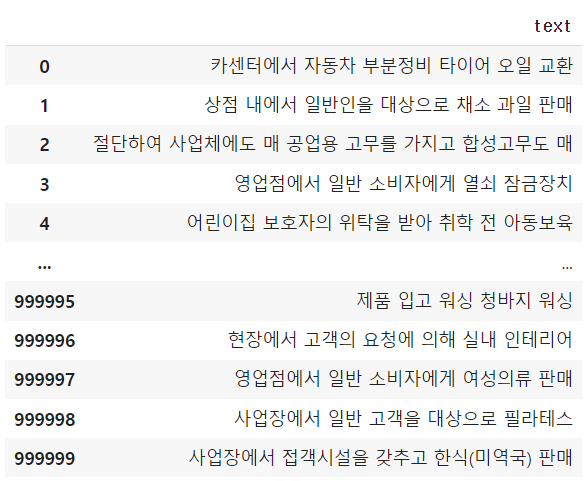 text
0 카센터에서 자동차 부분정비 타이어 오일 교환
1 상점 내에서 일반인을 대상으로 채소 과일 판매
2 절단하여 사업체에도 매 공업용 고무를 가지고 합성고무도 매
3 영업점에서 일반 소비자에게 열쇠 잠금장치
4 어린이집 보호자의 위탁을 받아 취학 전 아동보육
... ...
999995 제품 입고 워싱 청바지 워싱
999996 현장에서 고객의 요청에 의해 실내 인테리어
999997 영업점에서 일반 소비자에게 여성의류 판매
999998 사업장에서 일반 고객을 대상으로 필라테스
999999 사업장에서 접객시설을 갖추고 한식(미역국) 판매